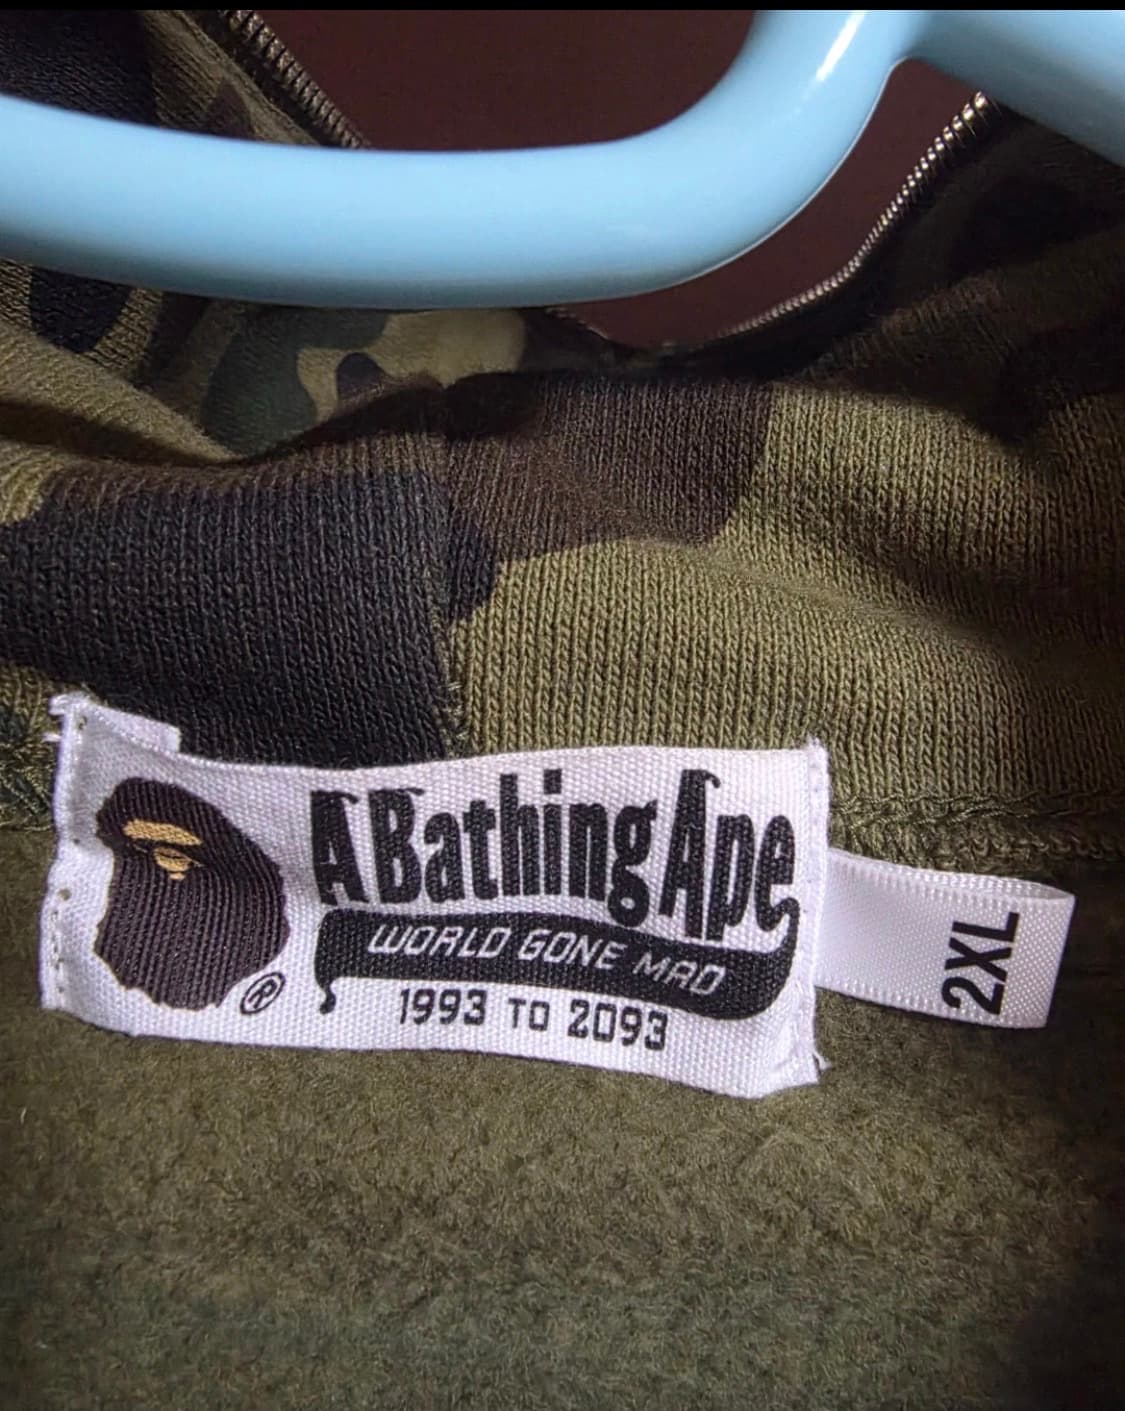 A Bathing Ape
WORLD GONE MAD
1993 TO 2093
®
2XL